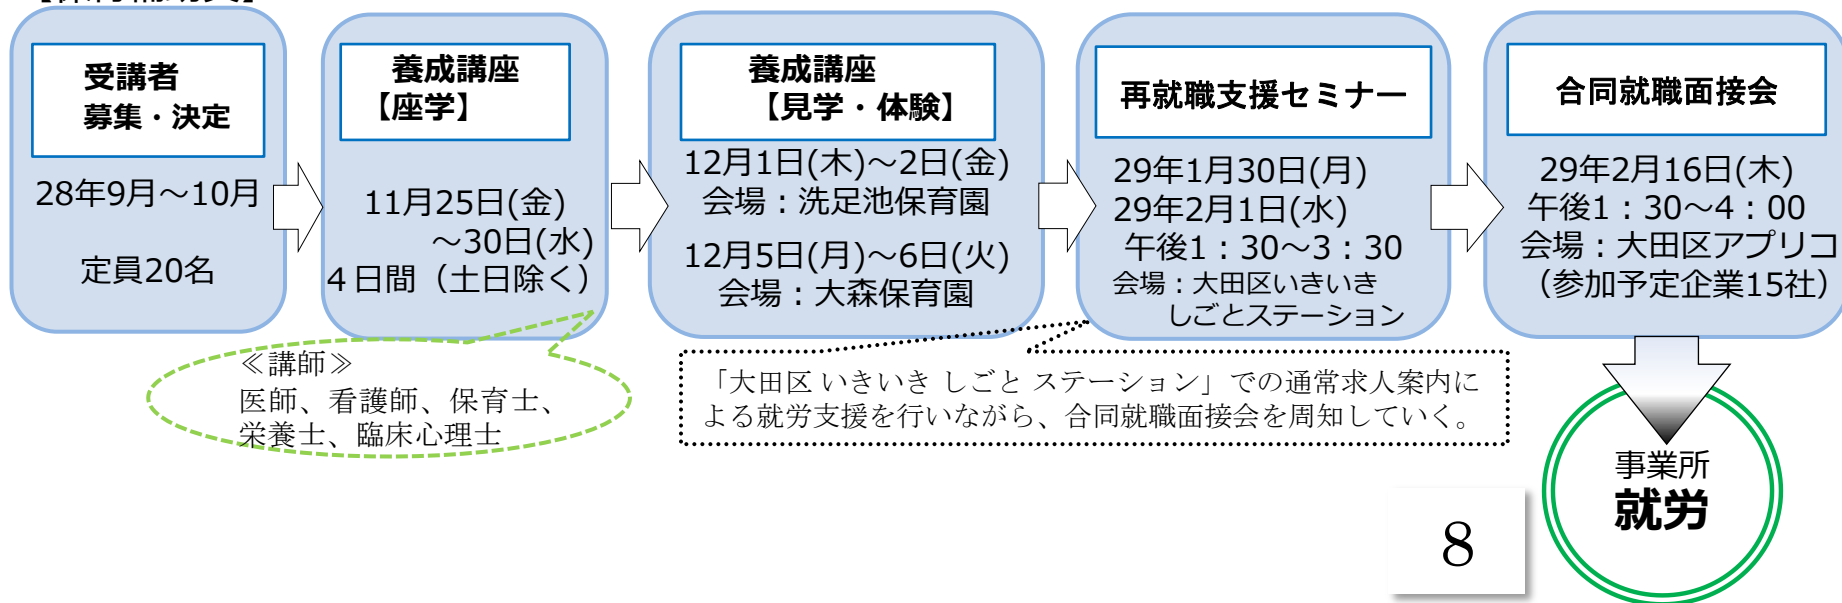 受講者
募集・決定
28年9月～10月
定員20名
養成講座
【座学】
11月25日(金)
～30日(水)
４日間（土日除く）
養成講座
【見学・体験】
12月1日(木)～2日(金)
会場：洗足池保育園
12月5日(月)～6日(火)
会場：大森保育園
再就職支援セミナー
29年1月30日(月)
29年2月1日(水)
午後1：30～3：30
会場：大田区いきいき
しごとステーション
合同就職面接会
29年2月16日(木)
午後1：30～4：00
会場：大田区アプリコ
（参加予定企業15社）
≪講師≫
医師、看護師、保育士、
栄養士、臨床心理士
「大田区 いきいき しごと ステーション」での通常求人案内に
よる就労支援を行いながら、合同就職面接会を周知していく。
事業所
就労
8